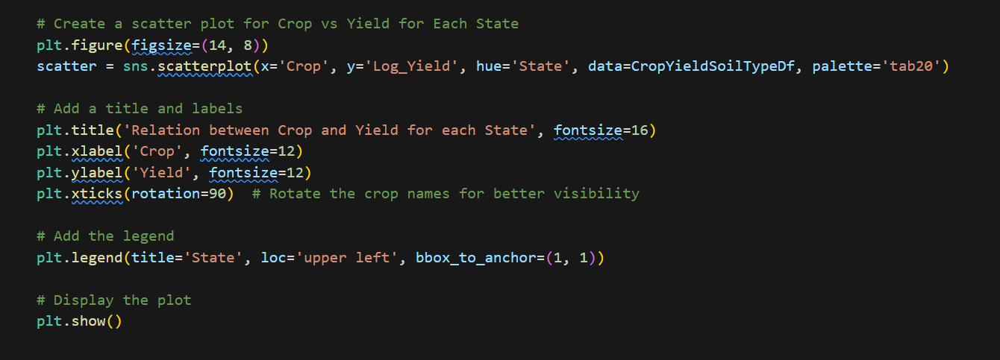 # Create a scatter plot for Crop vs Yield for Each State
plt.figure(figsize=(14, 8))
scatter = sns.scatterplot(x='Crop', y='Log_Yield', hue='State', data=CropYieldSoilTypeDf, palette='tab20')
# Add a title and labels
plt.title('Relation between Crop and Yield for each State', fontsize=16)
plt.xlabel('Crop', fontsize=12)
plt.ylabel('Yield', fontsize=12)
plt.xticks(rotation=90)  # Rotate the crop names for better visibility
# Add the legend
plt.legend(title='State', loc='upper left', bbox_to_anchor=(1, 1))
# Display the plot
plt.show()